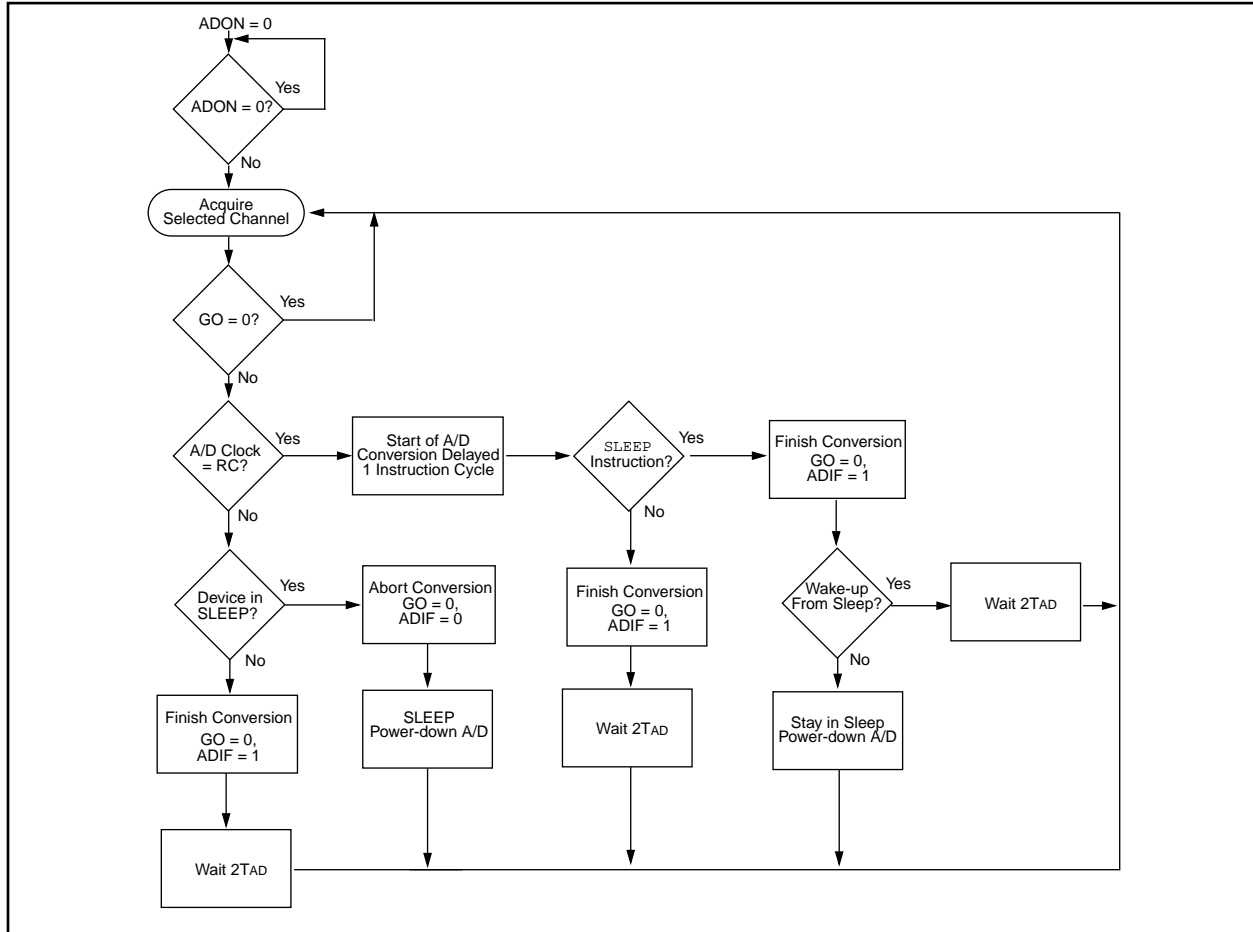 ADON = 0
ADON = 0?
Yes
No
Acquire
Selected Channel
GO = 0?
Yes
No
A/D Clock
= RC?
Yes
No
Start of A/D
Conversion Delayed
1 Instruction Cycle
SLEEP
Instruction?
Yes
No
Finish Conversion
GO = 0,
ADIF = 1
Device in
SLEEP?
Yes
No
Abort Conversion
GO = 0,
ADIF = 0
Finish Conversion
GO = 0,
ADIF = 1
Wake-up
From Sleep?
Yes
No
Wait 2TAD
Finish Conversion
GO = 0,
ADIF = 1
SLEEP
Power-down A/D
Wait 2TAD
Stay in Sleep
Power-down A/D
Wait 2TAD